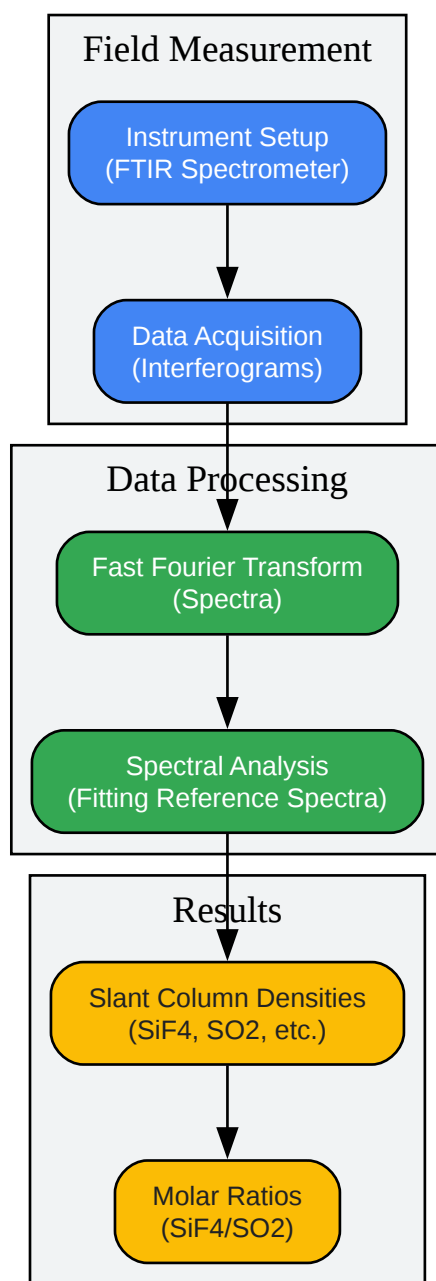 Field Measurement
Instrument Setup
(FTIR Spectrometer)
Data Acquisition
(Interferograms)
Data Processing
Fast Fourier Transform
(Spectra)
Spectral Analysis
(Fitting Reference Spectra)
Results
Slant Column Densities
(SiF4, SO2, etc.)
Molar Ratios
(SiF4/SO2)